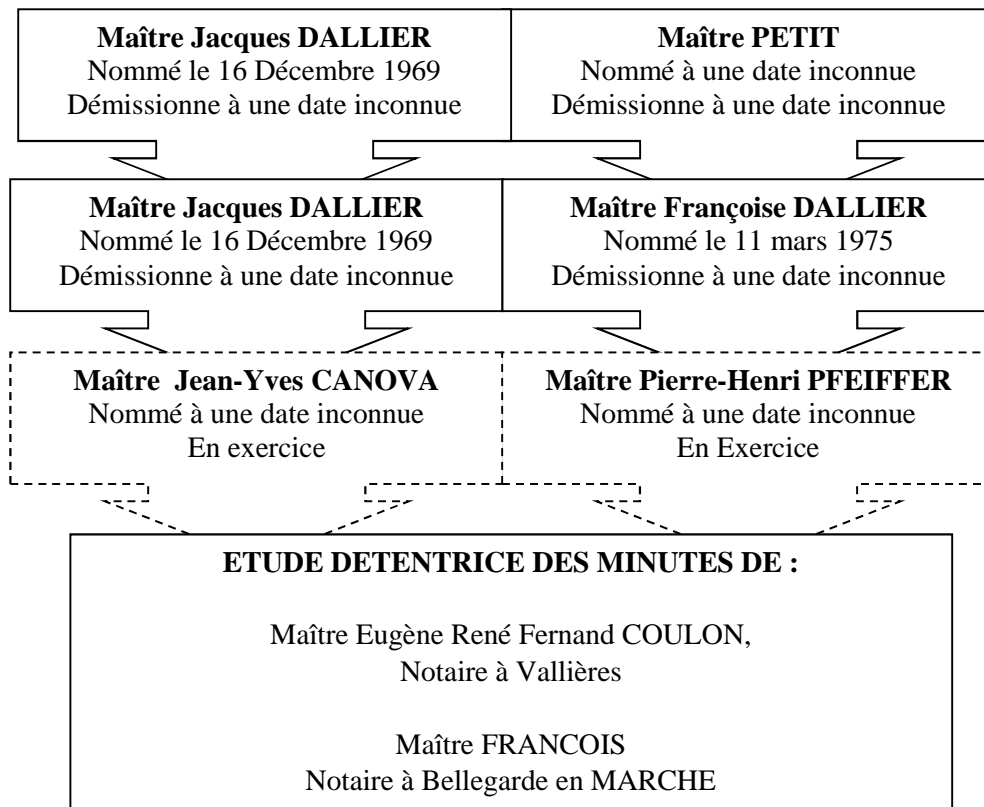 Maître Jacques DALLIER
Nommé le 16 Décembre 1969
Démissionne à une date inconnue
Maître PETIT
Nommé à une date inconnue
Démissionne à une date inconnue
Maître Jacques DALLIER
Nommé le 16 Décembre 1969
Démissionne à une date inconnue
Maître Françoise DALLIER
Nommé le 11 mars 1975
Démissionne à une date inconnue
Maître Jean-Yves CANOVA
Nommé à une date inconnue
En exercice
Maître Pierre-Henri PFEIFFER
Nommé à une date inconnue
En Exercice
ETUDE DETENTRICE DES MINUTES DE :
Maître Eugène René Fernand COULON,
Notaire à Vallières
Maître FRANCOIS
Notaire à Bellegarde en MARCHE